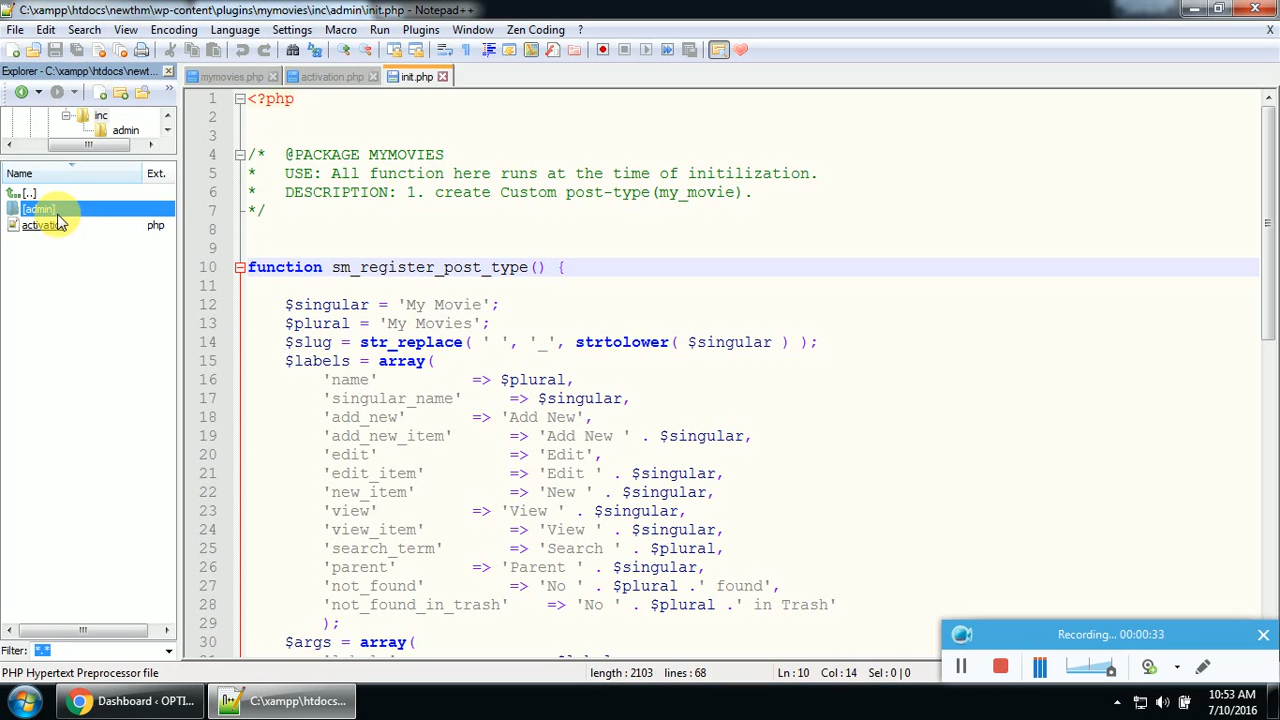 C:\xampp\htdocs\newthm\wp-content\plugins\mymovies\inc\admin\init.php - Notepad++
File Edit Search View Encoding Language Settings Macro Run Plugins Window Zen Coding ? X
Explorer - C:\xampp\htdocs\newt...
mymovies.php activation.php init.php
inc
admin
Name Ext.
[..]
[admin]
php
1 <?php
2
3
4 /* @PACKAGE MYMOVIES
5 * USE: All function here runs at the time of initilization.
6 * DESCRIPTION: 1. create Custom post-type(my_movie).
7 */
8
9
10 function sm_register_post_type() {
11
12 $singular = 'My Movie';
13 $plural = 'My Movies';
14 $slug = str_replace( ' ', '_', strtolower( $singular ) );
15 $labels = array(
16 'name' => $plural,
17 'singular_name' => $singular,
18 'add_new' => 'Add New',
19 'add_new_item' => 'Add New ' . $singular,
20 'edit' => 'Edit',
21 'edit_item' => 'Edit ' . $singular,
22 'new_item' => 'New ' . $singular,
23 'view' => 'View ' . $singular,
24 'view_item' => 'View ' . $singular,
25 'search_term' => 'Search ' . $plural,
26 'parent' => 'Parent ' . $singular,
27 'not_found' => 'No ' . $plural .' found',
28 'not_found_in_trash' => 'No ' . $plural .' in Trash'
29 );
30 $args = array(
Filter: *.*
Recording... 00:00:33
PHP Hypertext Preprocessor file length : 2103 lines : 68 Ln : 10 Col : 14 Sel : 0 | 0
Dashboard ‹ OPTI... C:\xampp\htdocs...
10:53 AM
7/10/2016